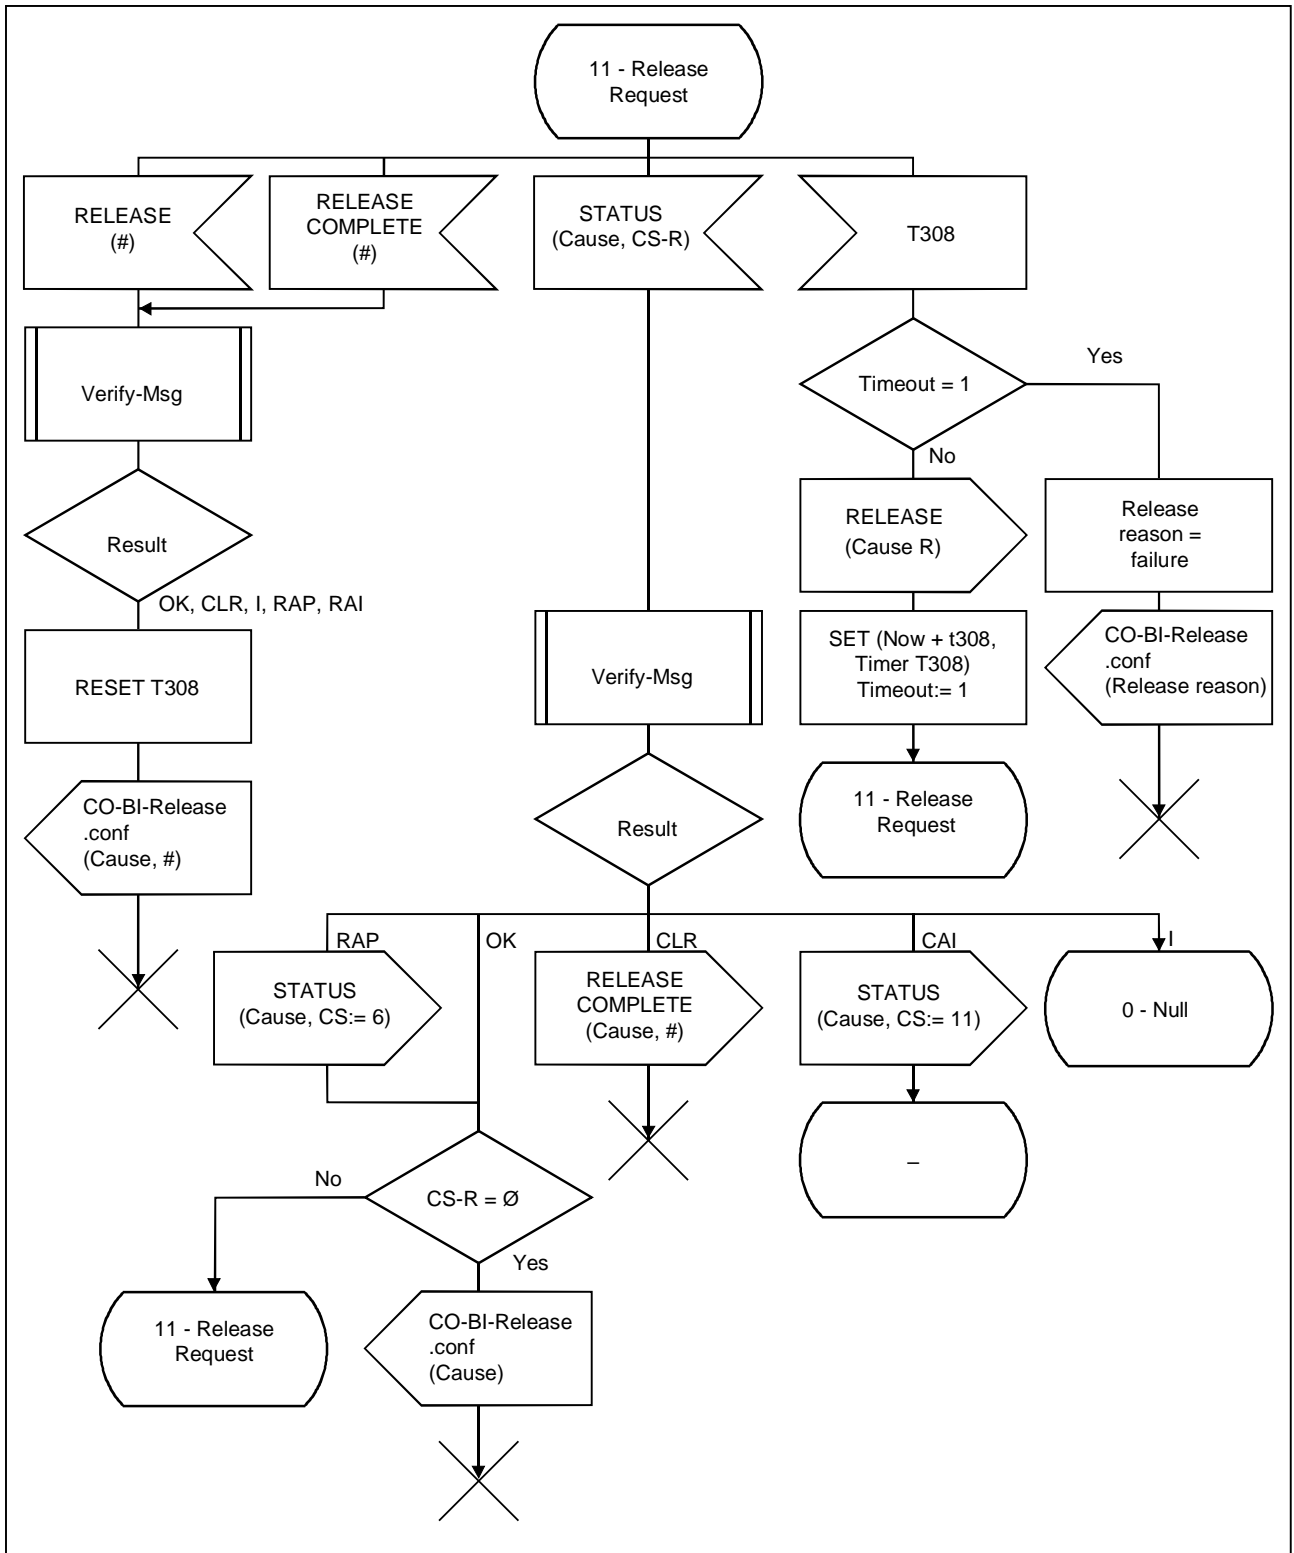 11 - Release
Request
RELEASE
(#)
RELEASE
COMPLETE
(#)
STATUS
(Cause, CS-R)
T308
Verify-Msg
Timeout = 1
Yes
No
Result
OK, CLR, I, RAP, RAI
RELEASE
(Cause R)
Release
reason =
failure
RESET T308
Verify-Msg
SET (Now + t308,
Timer T308)
Timeout:= 1
CO-BI-Release
.conf
(Release reason)
CO-BI-Release
.conf
(Cause, #)
Result
11 - Release
Request
RAP
OK
CLR
CAI
I
STATUS
(Cause, CS:= 6)
RELEASE
COMPLETE
(Cause, #)
STATUS
(Cause, CS:= 11)
0 - Null
–
No
CS-R = Ø
Yes
11 - Release
Request
CO-BI-Release
.conf
(Cause)